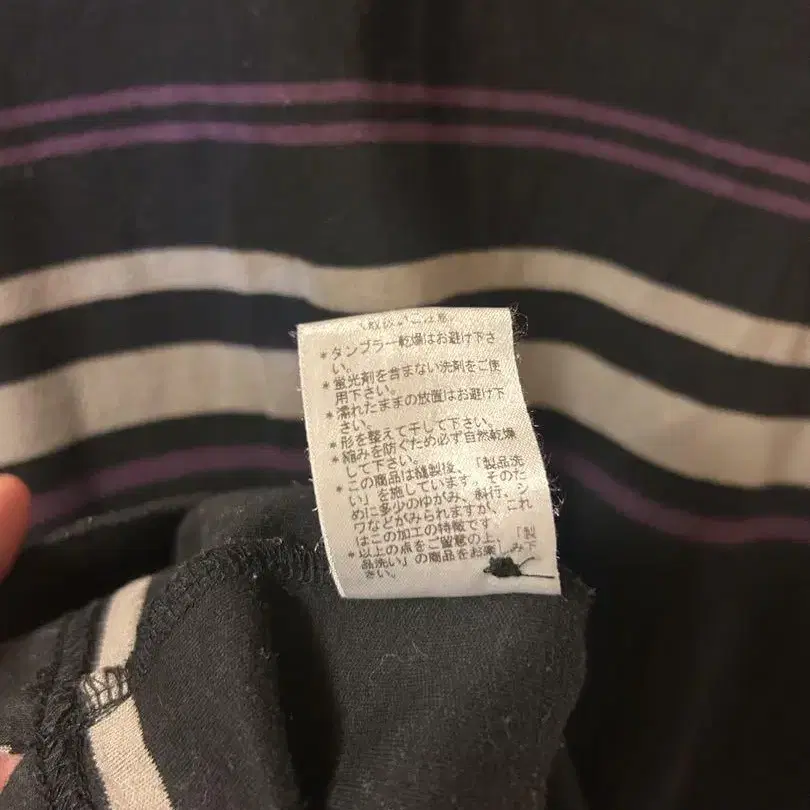 ＊タンブラー乾燥はお避け下さ
い。
＊蛍光剤を含まない洗剤をご使
用下さい。
＊濡れたままの放置はお避け下
さい。
＊形を整えて干して下さい。
＊縮みを防ぐため必ず自然乾燥
して下さい。
＊この商品は縫製後、「製品洗
い」を施しています。そのた
めに多少のゆがみ、斜行、シ
ワなどがみられますが、これ
はこの加工の特徴です
＊以上の点をご留意の上、「製
品洗い」の商品をお楽しみ下
さい。